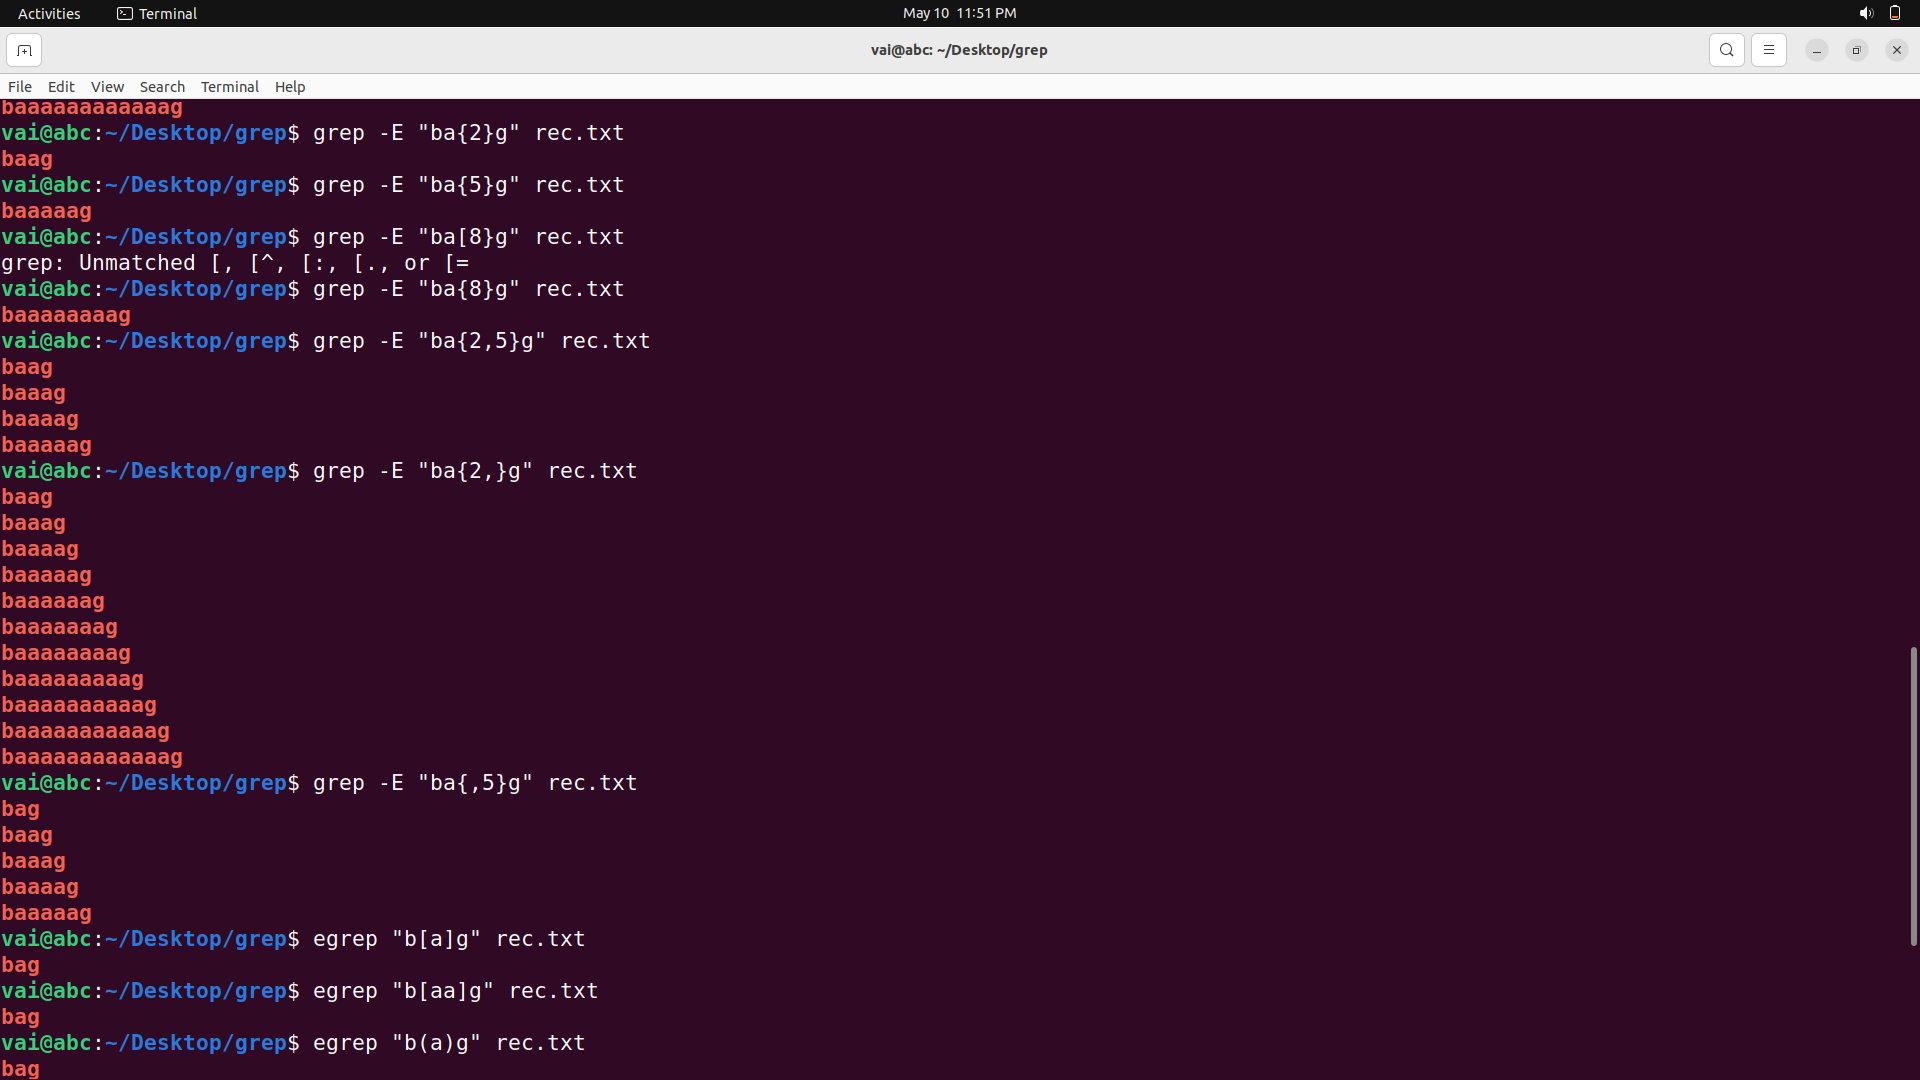 Activities Terminal May 10 11:51 PM
vai@abc: ~/Desktop/grep
File Edit View Search Terminal Help
baaaaaaaaaaaag
vai@abc:~/Desktop/grep$ grep -E "ba{2}g" rec.txt
baag
vai@abc:~/Desktop/grep$ grep -E "ba{5}g" rec.txt
baaaaag
vai@abc:~/Desktop/grep$ grep -E "ba[8}g" rec.txt
grep: Unmatched [, [^, [:, [., or [=
vai@abc:~/Desktop/grep$ grep -E "ba{8}g" rec.txt
baaaaaaaag
vai@abc:~/Desktop/grep$ grep -E "ba{2,5}g" rec.txt
baag
baaag
baaaag
baaaaag
vai@abc:~/Desktop/grep$ grep -E "ba{2,}g" rec.txt
baag
baaag
baaaag
baaaaag
baaaaaag
baaaaaaag
baaaaaaaag
baaaaaaaaag
baaaaaaaaaag
baaaaaaaaaaag
baaaaaaaaaaaag
vai@abc:~/Desktop/grep$ grep -E "ba{,5}g" rec.txt
bag
baag
baaag
baaaag
baaaaag
vai@abc:~/Desktop/grep$ egrep "b[a]g" rec.txt
bag
vai@abc:~/Desktop/grep$ egrep "b[aa]g" rec.txt
bag
vai@abc:~/Desktop/grep$ egrep "b(a)g" rec.txt
bag